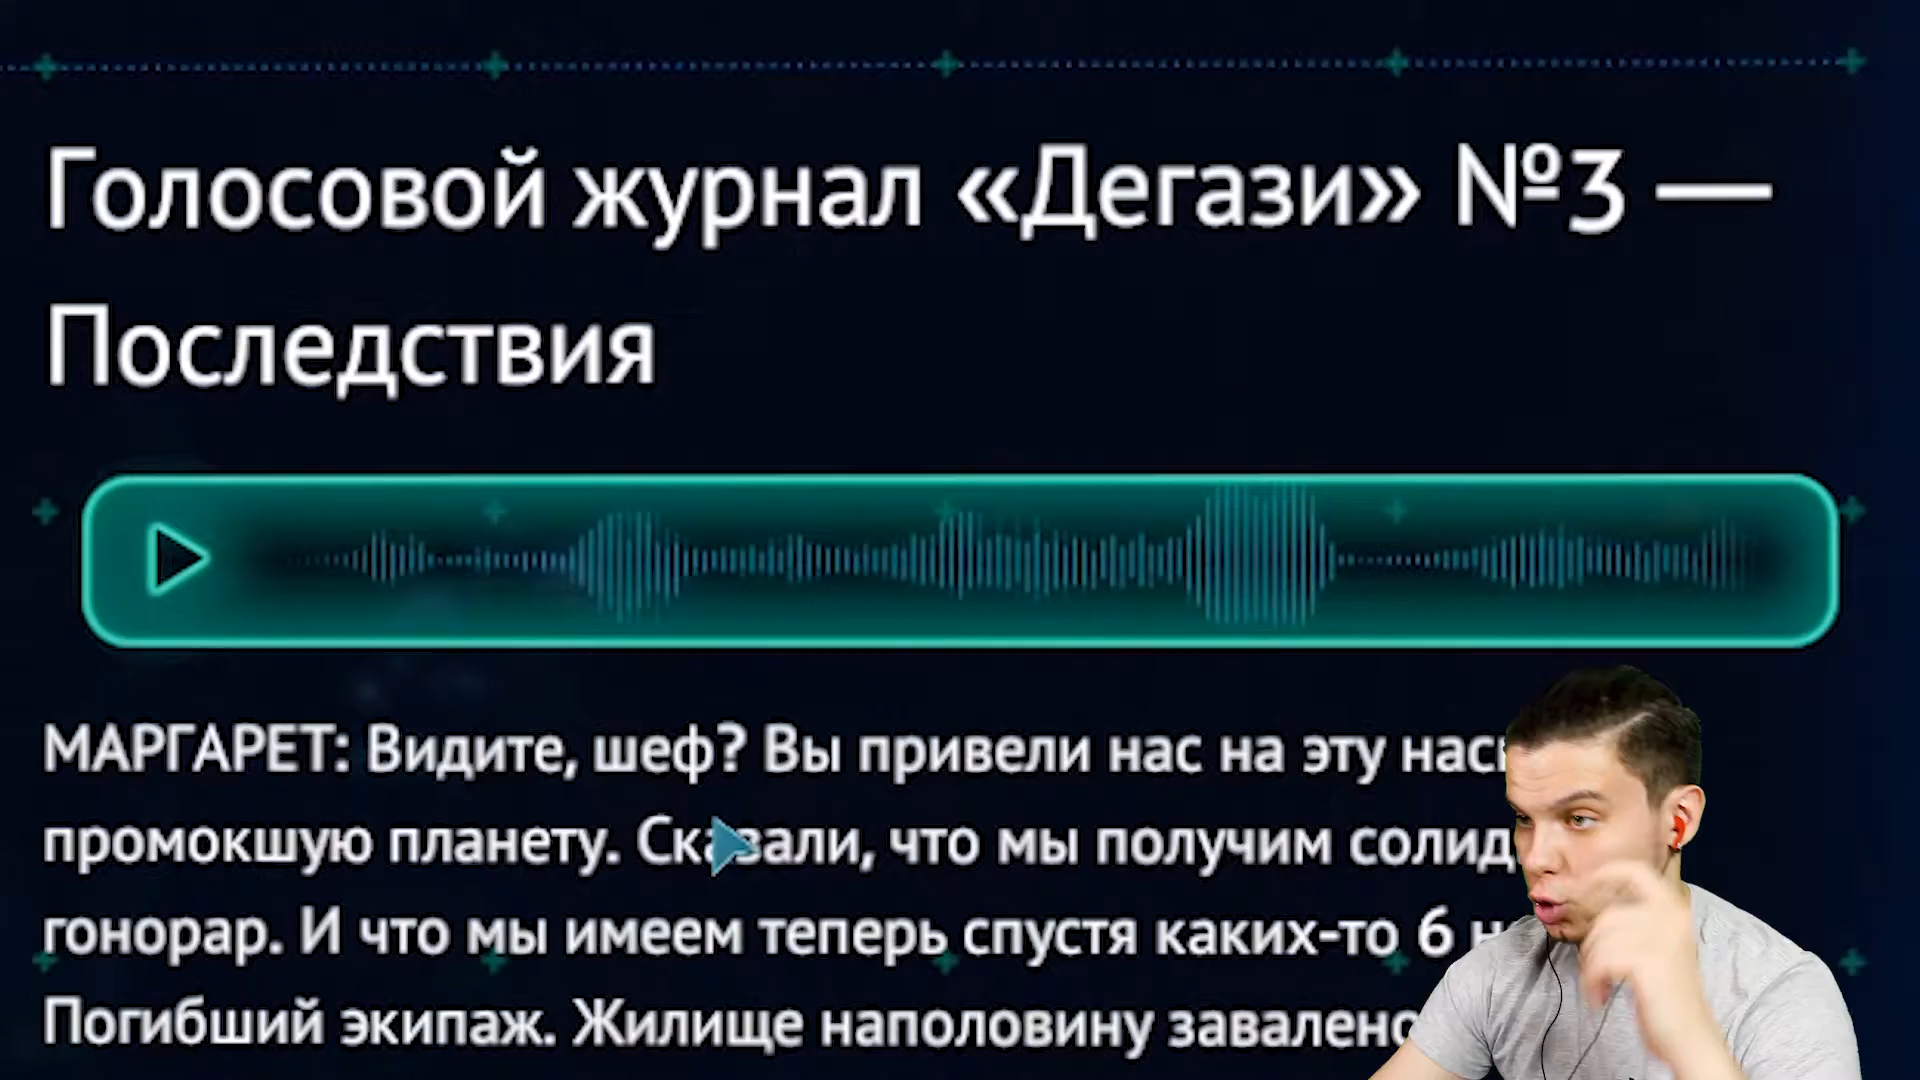 Голосовой журнал «Дегази» №3 —
Последствия
МАРГАРЕТ: Видите, шеф? Вы привели нас на эту
промокшую планету. Сказали, что мы получим
гонорар. И что мы имеем теперь спустя каких-то 6
Погибший экипаж. Жилище наполовину завалено